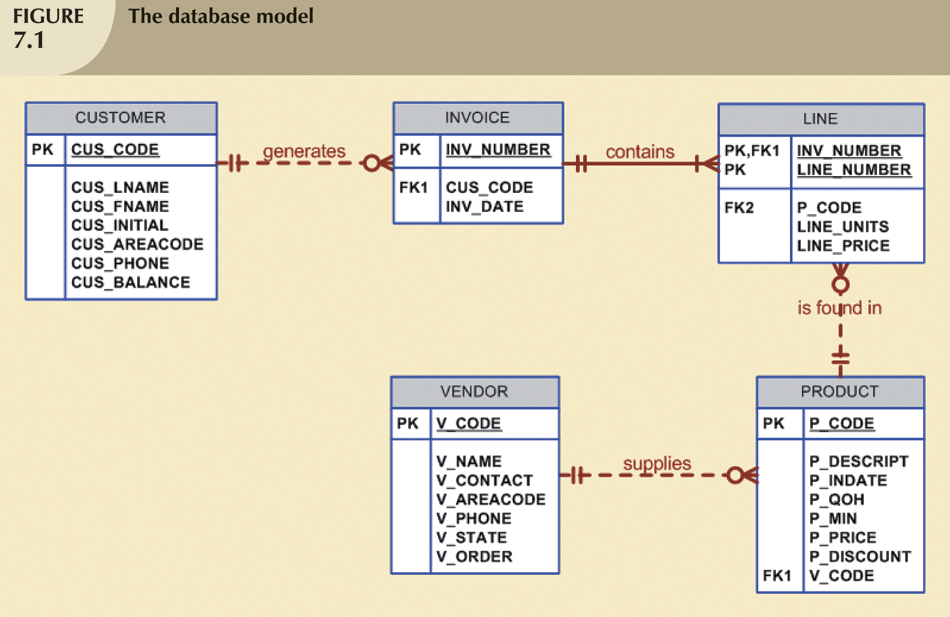 FIGURE
7.1
The database model
CUSTOMER
PK CUS_CODE
CUS_LNAME
CUS_FNAME
CUS_INITIAL
CUS_AREACODE
CUS_PHONE
CUS_BALANCE
generates
INVOICE
PK INV_NUMBER
FK1 CUS_CODE
INV_DATE
contains
LINE
PK,FK1 INV_NUMBER
PK LINE_NUMBER
FK2 P_CODE
LINE_UNITS
LINE_PRICE
is found in
VENDOR
PK V_CODE
V_NAME
V_CONTACT
V_AREACODE
V_PHONE
V_STATE
V_ORDER
supplies
PRODUCT
PK P_CODE
P_DESCRIPT
P_INDATE
P_QOH
P_MIN
P_PRICE
P_DISCOUNT
FK1 V_CODE